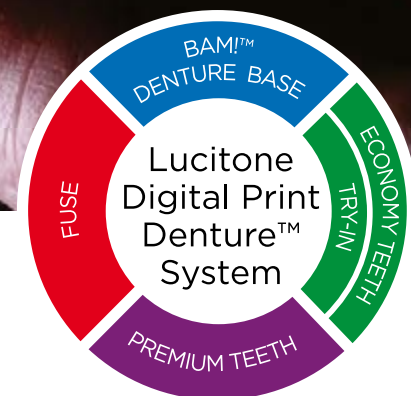 BAM!™
DENTURE BASE
ECONOMY TEETH
TRY-IN
FUSE
Lucitone
Digital Print
Denture™
System
PREMIUM TEETH